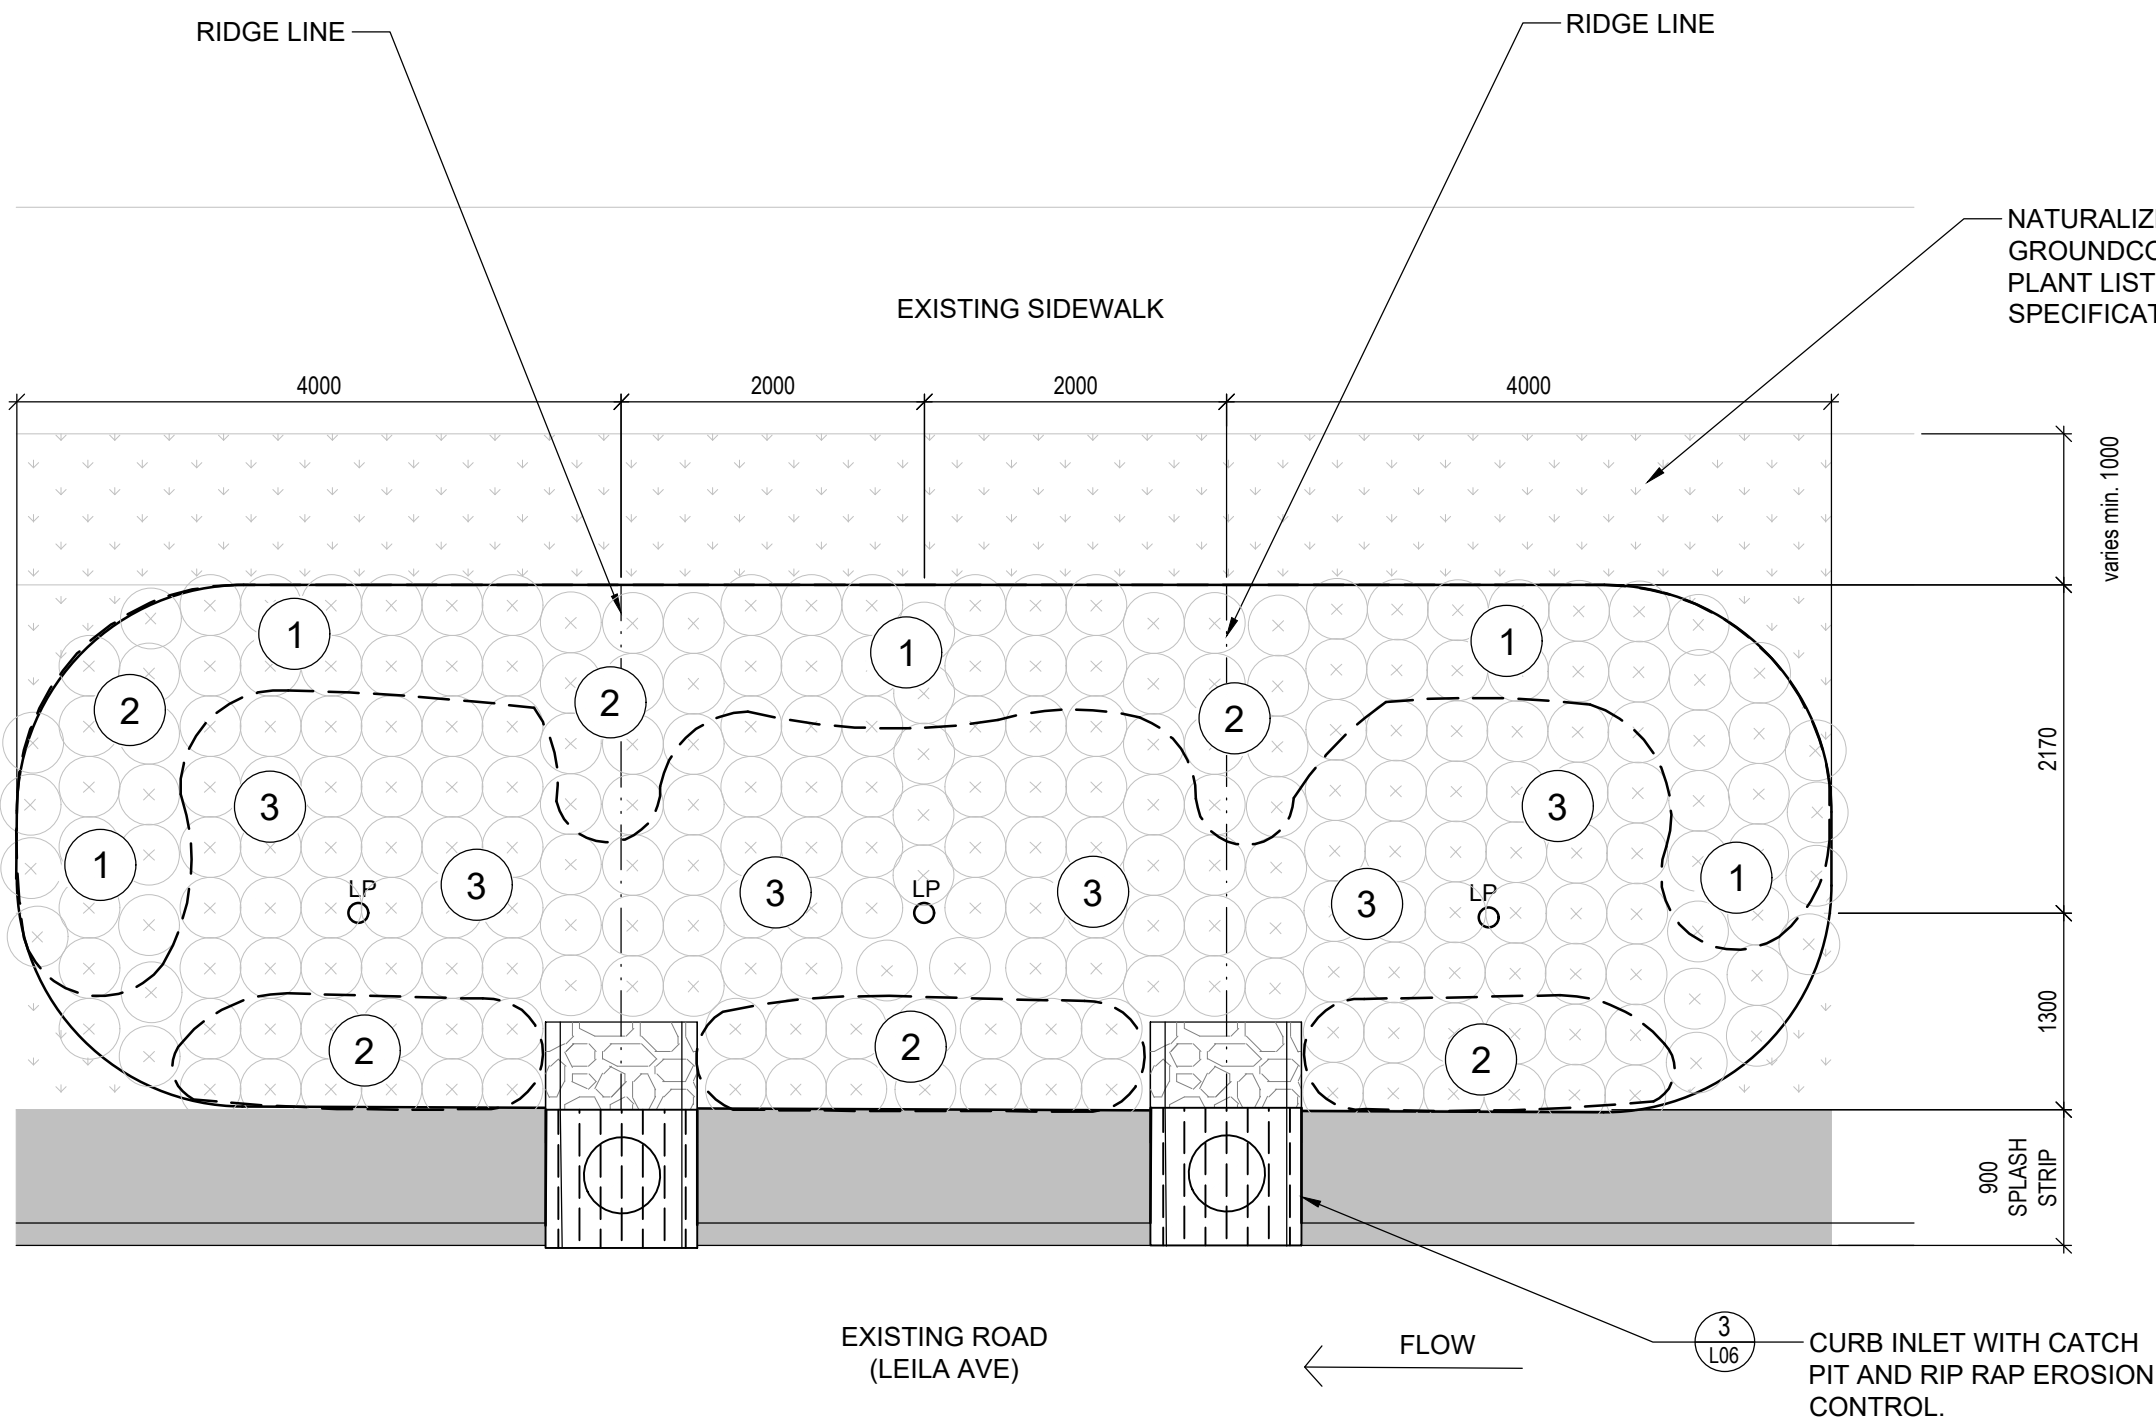 RIDGE LINE
RIDGE LINE
NATURALIZ
GROUNDCO
PLANT LIST
SPECIFICAT
EXISTING SIDEWALK
4000
2000
2000
4000
varies min. 1000
1
1
1
2
2
2
2170
3
3
1
3
LP
3
LP
3
3
LP
1
1300
2
2
2
900
SPLASH
STRIP
EXISTING ROAD
(LEILA AVE)
FLOW
3
L06
CURB INLET WITH CATCH
PIT AND RIP RAP EROSION
CONTROL.